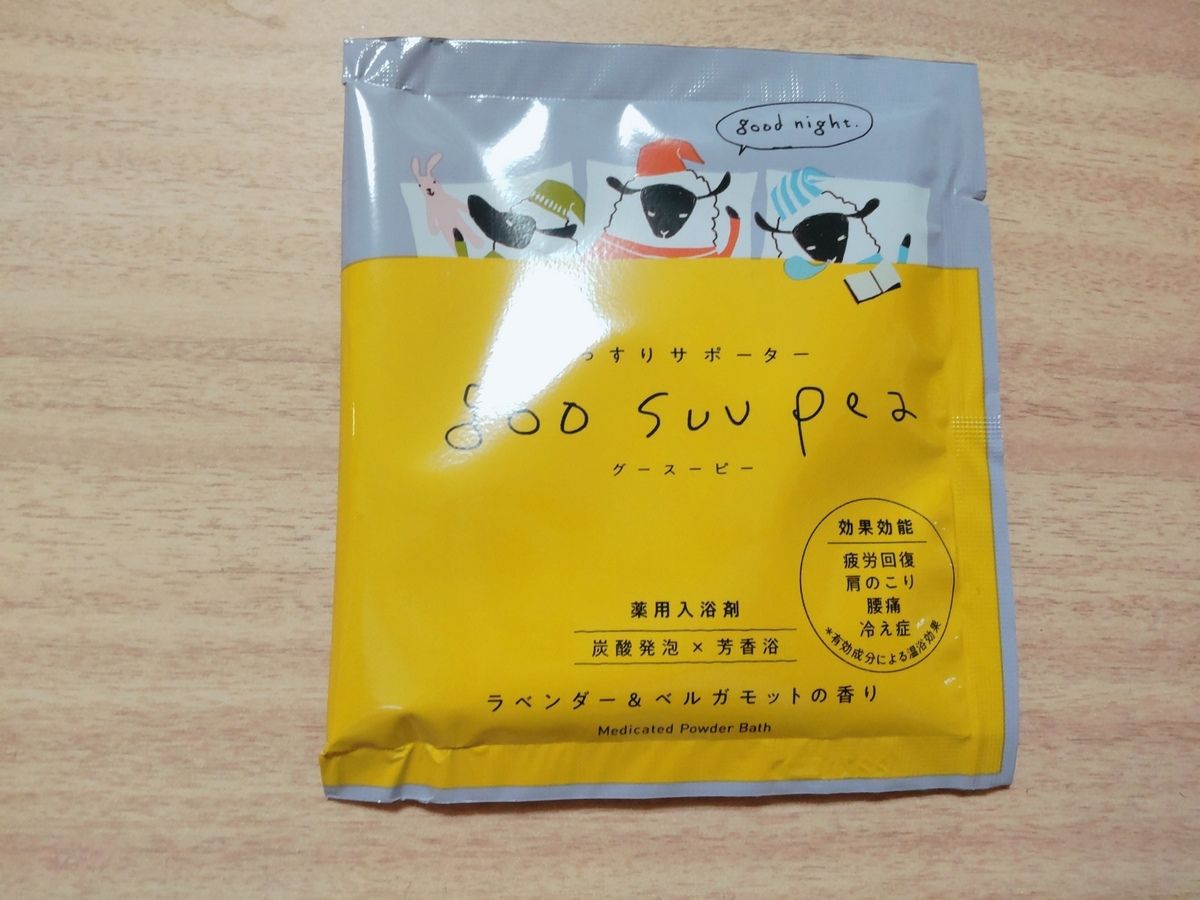 good night.
っすりサポーター
goo suu pea
グースーピー
効果効能
疲労回復
肩のこり
腰痛
冷え症
*有効成分による温浴効果
薬用入浴剤
炭酸発泡 × 芳香浴
ラベンダー&ベルガモットの香り
Medicated Powder Bath